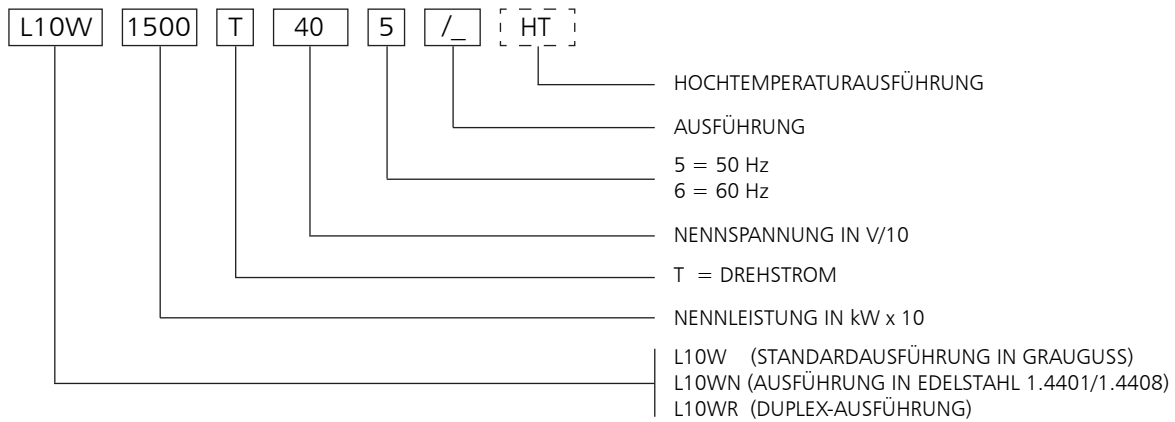 L10W 1500 T 40 5 /_ HT
HOCHTEMPERATURAUSFÜHRUNG
AUSFÜHRUNG
5 = 50 Hz
6 = 60 Hz
NENNSPANNUNG IN V/10
T = DREHSTROM
NENNLEISTUNG IN kW x 10
L10W (STANDARDAUSFÜHRUNG IN GRAUGUSS)
L10WN (AUSFÜHRUNG IN EDELSTAHL 1.4401/1.4408)
L10WR (DUPLEX-AUSFÜHRUNG)